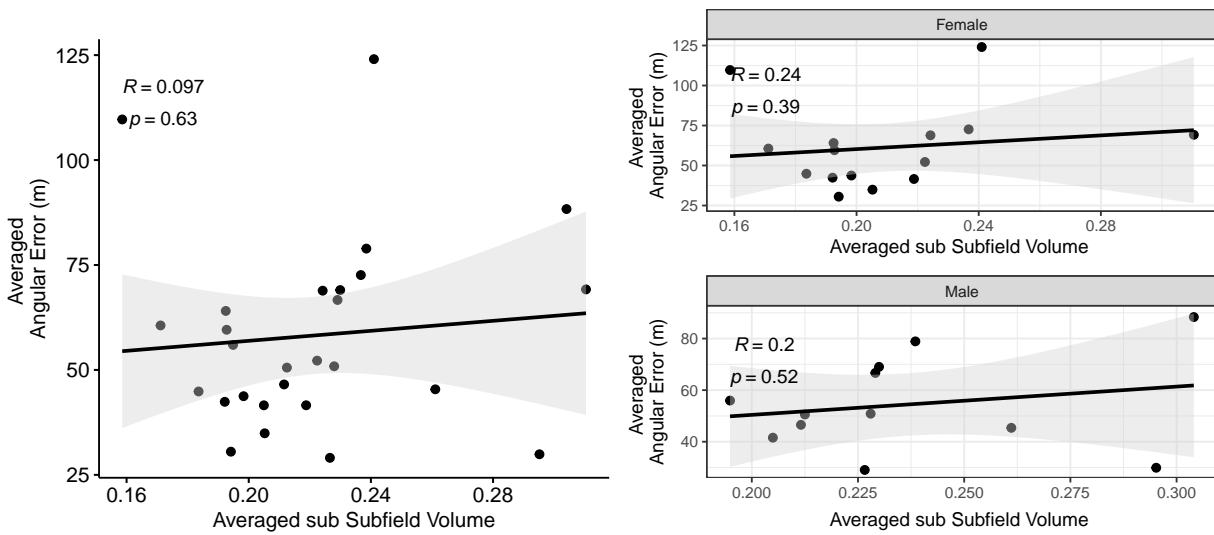 125
100
75
50
25
Averaged
Angular Error (m)
R = 0.097
p = 0.63
0.16
0.20
0.24
0.28
Averaged sub Subfield Volume
Female
125
100
75
50
25
Averaged
Angular Error (m)
R = 0.24
p = 0.39
0.16
0.20
0.24
0.28
Averaged sub Subfield Volume
Male
80
60
40
Averaged
Angular Error (m)
R = 0.2
p = 0.52
0.200
0.225
0.250
0.275
0.300
Averaged sub Subfield Volume